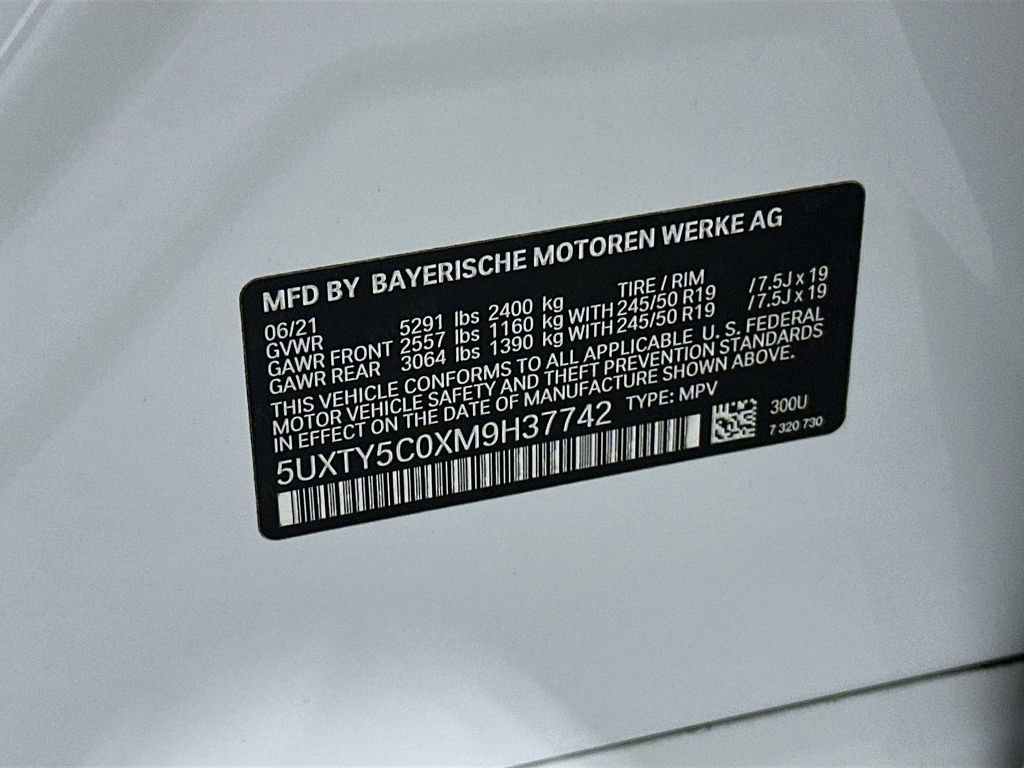 MFD BY BAYERISCHE MOTOREN WERKE AG
06/21 TIRE / RIM
GVWR 5291 lbs 2400 kg
GAWR FRONT 2557 lbs 1160 kg WITH 245/50 R19 /7.5J x 19
GAWR REAR 3064 lbs 1390 kg WITH 245/50 R19 /7.5J x 19
THIS VEHICLE CONFORMS TO ALL APPLICABLE U. S. FEDERAL
MOTOR VEHICLE SAFETY AND THEFT PREVENTION STANDARDS
IN EFFECT ON THE DATE OF MANUFACTURE SHOWN ABOVE.
5UXTY5C0XM9H37742 TYPE: MPV
300U
7 320 730